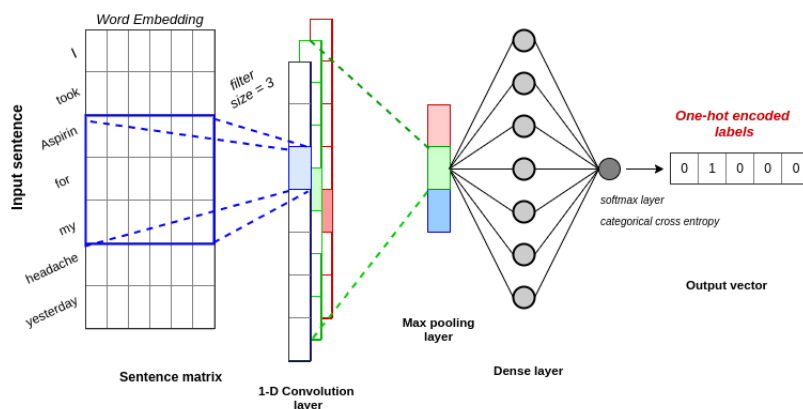 Word Embedding
Input sentence
I
took
Aspirin
for
my
headache
yesterday
Sentence matrix
filter
size = 3
1-D Convolution
layer
Max pooling
layer
Dense layer
softmax layer
categorical cross entropy
One-hot encoded
labels
0 1 0 0 0
Output vector